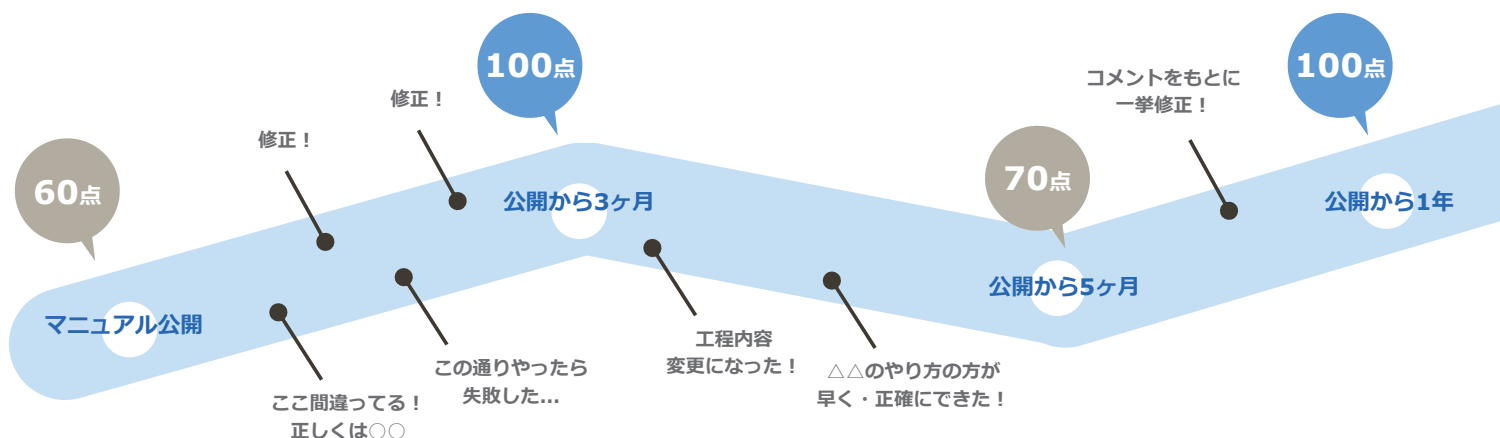 60点
マニュアル公開
修正！
ここ間違ってる！
正しくは○○
修正！
この通りやったら
失敗した...
100点
公開から3ヶ月
工程内容
変更になった！
△△のやり方の方が
早く・正確にできた！
70点
公開から5ヶ月
コメントをもとに
一挙修正！
100点
公開から1年